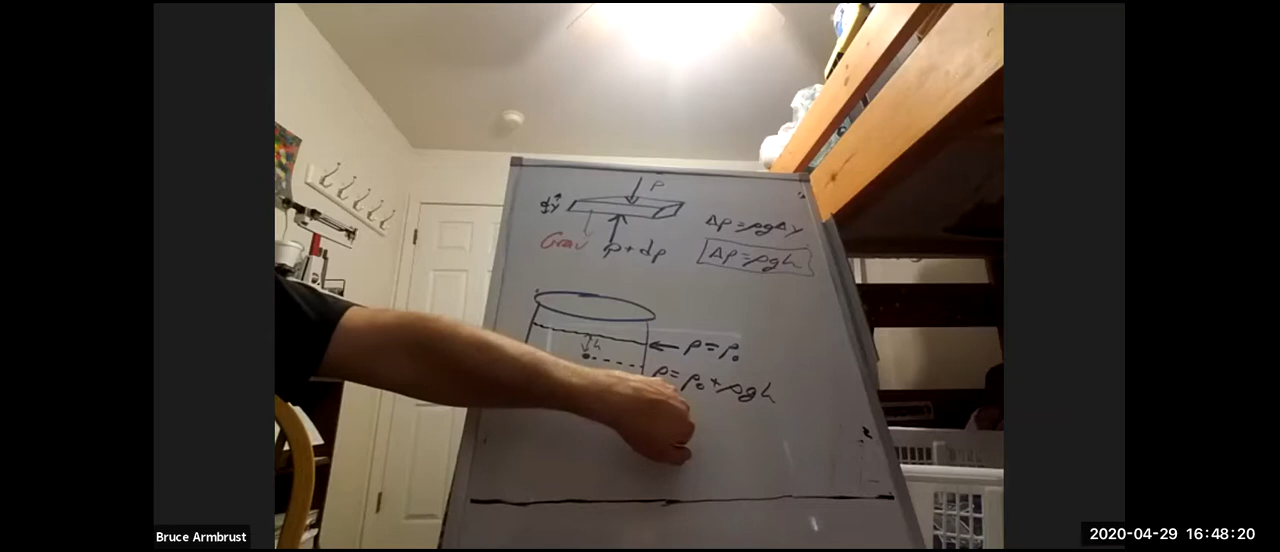 P
dy
Δp = ρgΔy
Grav
p + dp
Δp = ρgh
h
p = p₀
p = p₀ + ρgh
Bruce Armbrust
2020-04-29 16:48:20